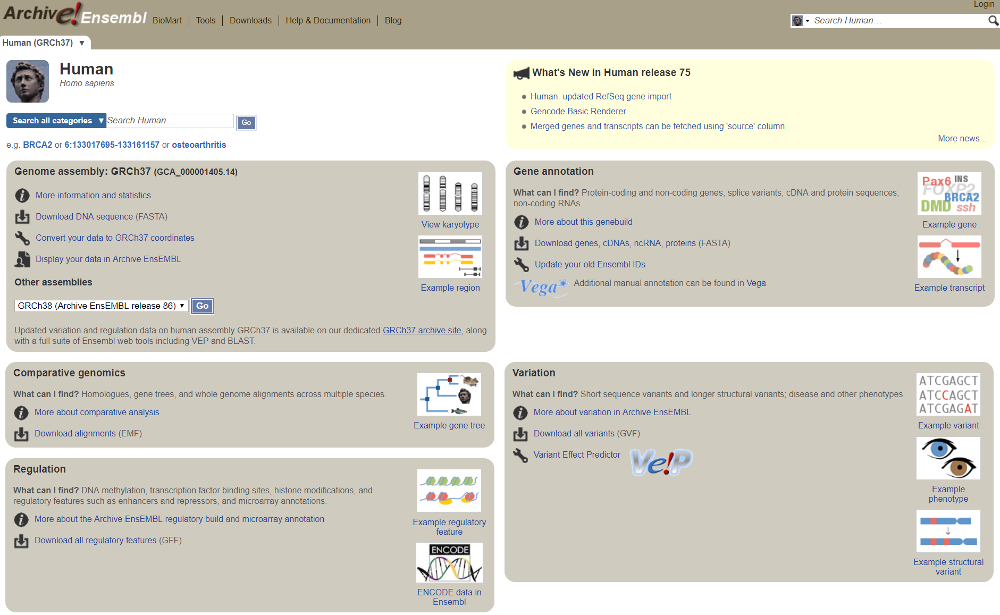 Login
Archive! Ensembl BioMart Tools Downloads Help & Documentation Blog
Search Human…
Human (GRCh37) ▼
Human
Homo sapiens
Search all categories ▼ Search Human… Go
e.g. BRCA2 or 6:133017695-133161157 or osteoarthritis
What's New in Human release 75
Human: updated RefSeq gene import
Gencode Basic Renderer
Merged genes and transcripts can be fetched using 'source' column
More news...
Genome assembly: GRCh37 (GCA_000001405.14)
More information and statistics
Download DNA sequence (FASTA)
Convert your data to GRCh37 coordinates
Display your data in Archive EnsEMBL
View karyotype
Example region
Other assemblies
GRCh38 (Archive EnsEMBL release 86) ▼ Go
Updated variation and regulation data on human assembly GRCh37 is available on our dedicated GRCh37 archive site, along
with a full suite of Ensembl web tools including VEP and BLAST.
Gene annotation
What can I find? Protein-coding and non-coding genes, splice variants, cDNA and protein sequences,
non-coding RNAs.
More about this genebuild
Download genes, cDNAs, ncRNA, proteins (FASTA)
Update your old Ensembl IDs
Vega Additional manual annotation can be found in Vega
Pax6 INS
FOXP2
BRCA2
DMD ssh
Example gene
Example transcript
Comparative genomics
What can I find? Homologues, gene trees, and whole genome alignments across multiple species.
More about comparative analysis
Download alignments (EMF)
Example gene tree
Variation
What can I find? Short sequence variants and longer structural variants; disease and other phenotypes
More about variation in Archive EnsEMBL
Download all variants (GVF)
Variant Effect Predictor Ve!P
ATCGAGCT
ATCCAGCT
ATCGAGAT
Example variant
Example
phenotype
Example structural
variant
Regulation
What can I find? DNA methylation, transcription factor binding sites, histone modifications, and
regulatory features such as enhancers and repressors, and microarray annotations.
More about the Archive EnsEMBL regulatory build and microarray annotation
Download all regulatory features (GFF)
Example regulatory
feature
ENCODE
ENCODE data in
Ensembl